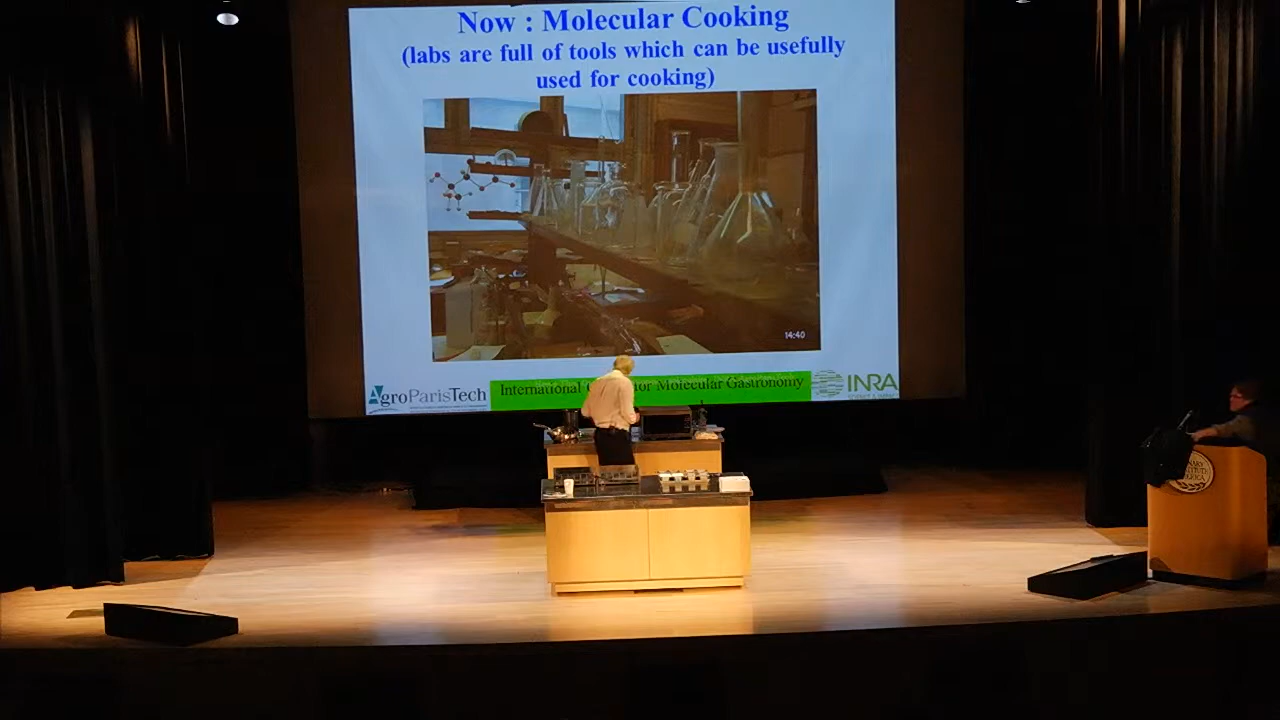 Now : Molecular Cooking
(labs are full of tools which can be usefully
used for cooking)
14:40
AgroParisTech
International
for Molecular Gastronomy
INRA